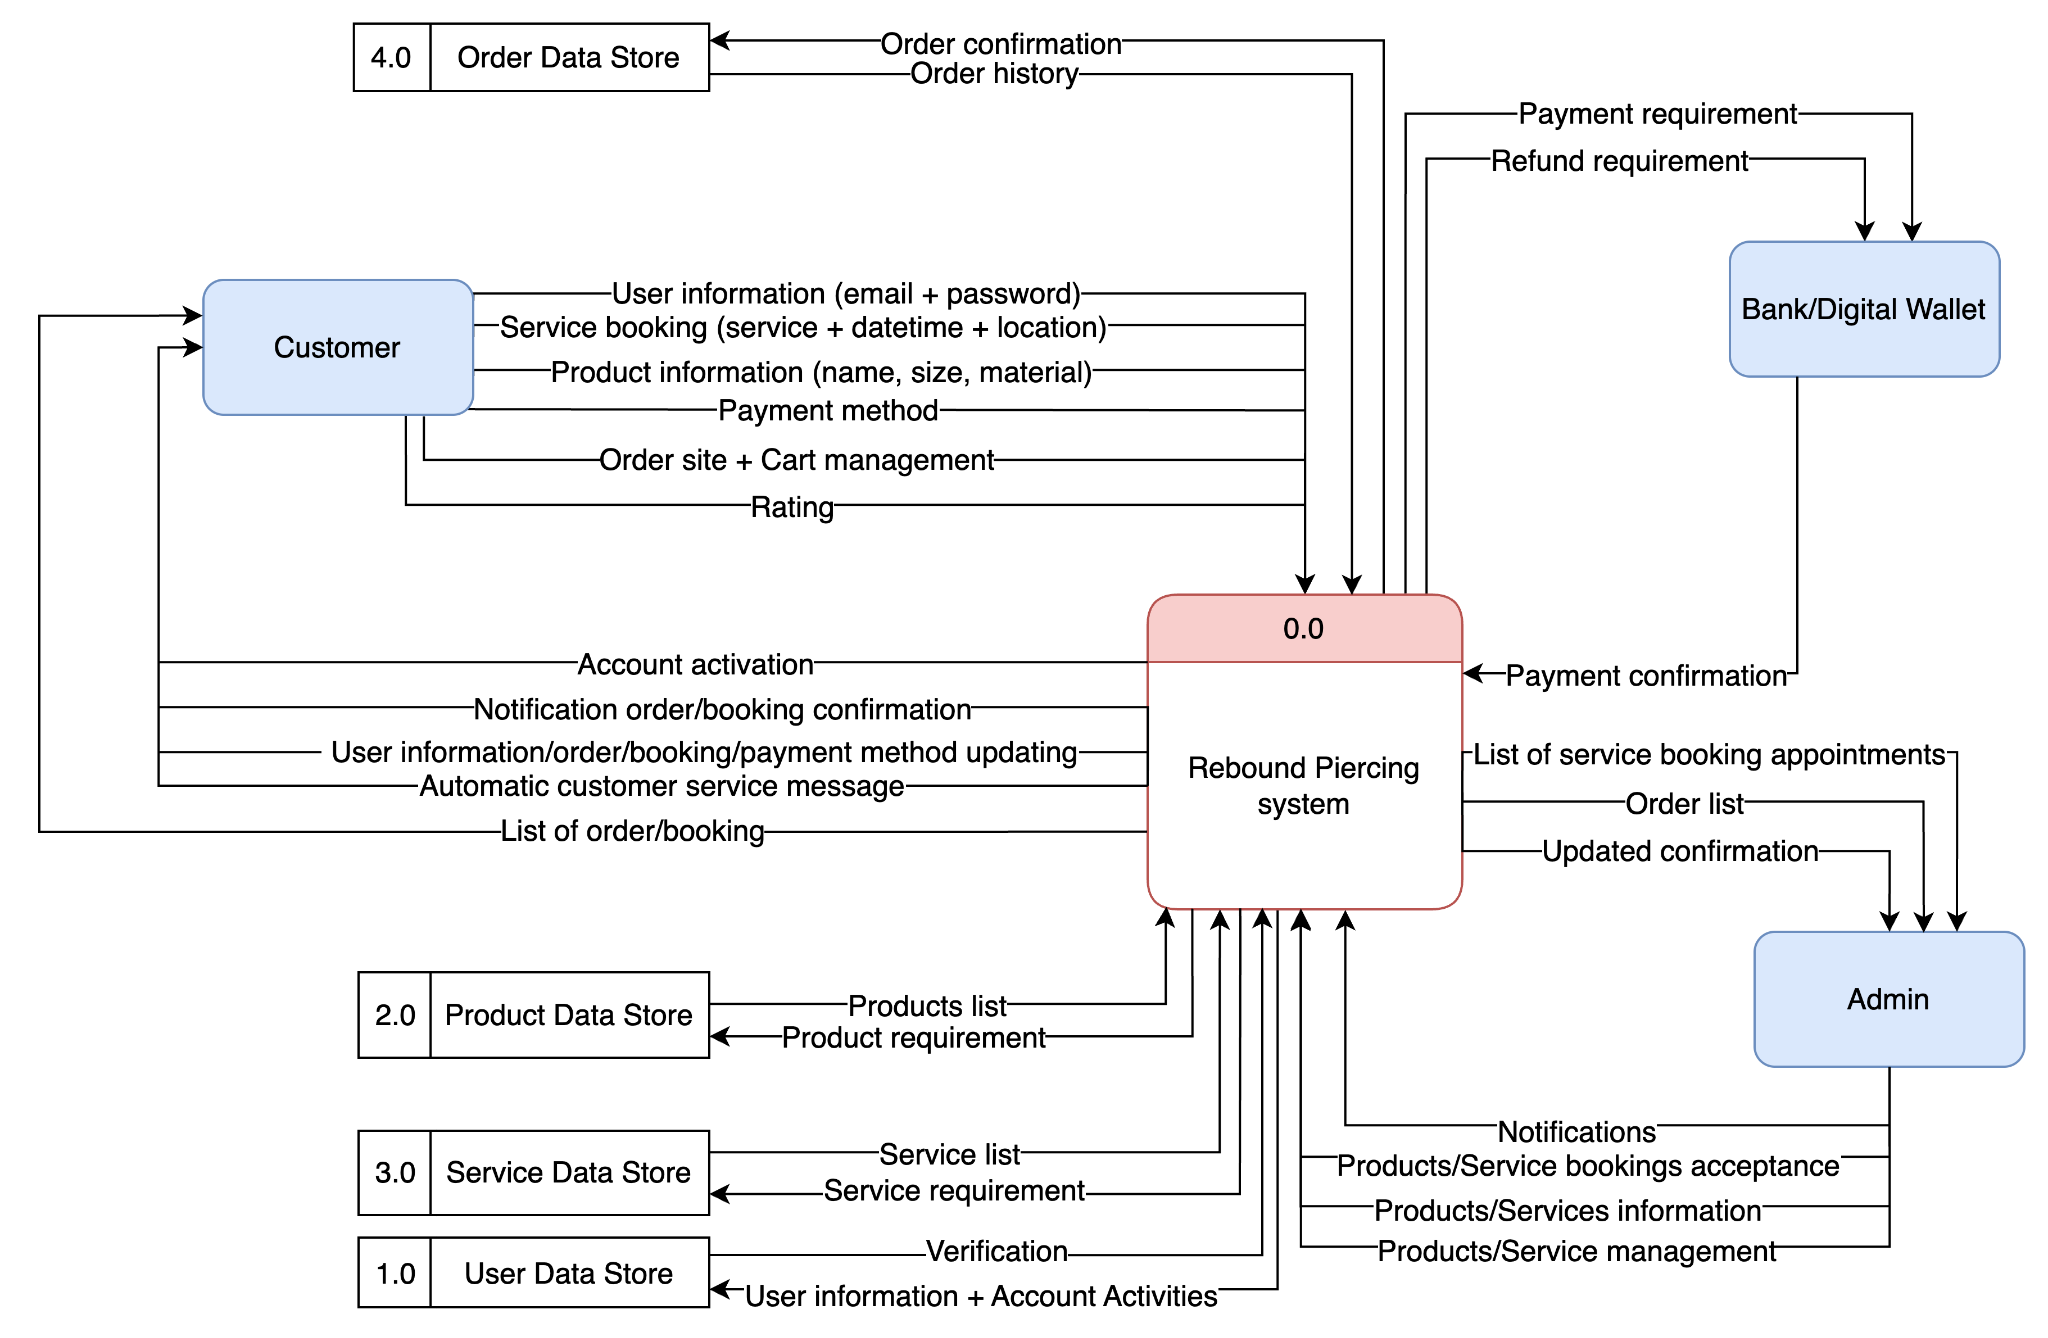 4.0
Order Data Store
Order confirmation
Order history
Payment requirement
Refund requirement
Bank/Digital Wallet
Customer
User information (email + password)
Service booking (service + datetime + location)
Product information (name, size, material)
Payment method
Order site + Cart management
Rating
0.0
Rebound Piercing
system
Account activation
Notification order/booking confirmation
User information/order/booking/payment method updating
Automatic customer service message
List of order/booking
Payment confirmation
List of service booking appointments
Order list
Updated confirmation
Admin
2.0
Product Data Store
Products list
Product requirement
3.0
Service Data Store
Service list
Service requirement
1.0
User Data Store
Verification
User information + Account Activities
Notifications
Products/Service bookings acceptance
Products/Services information
Products/Service management